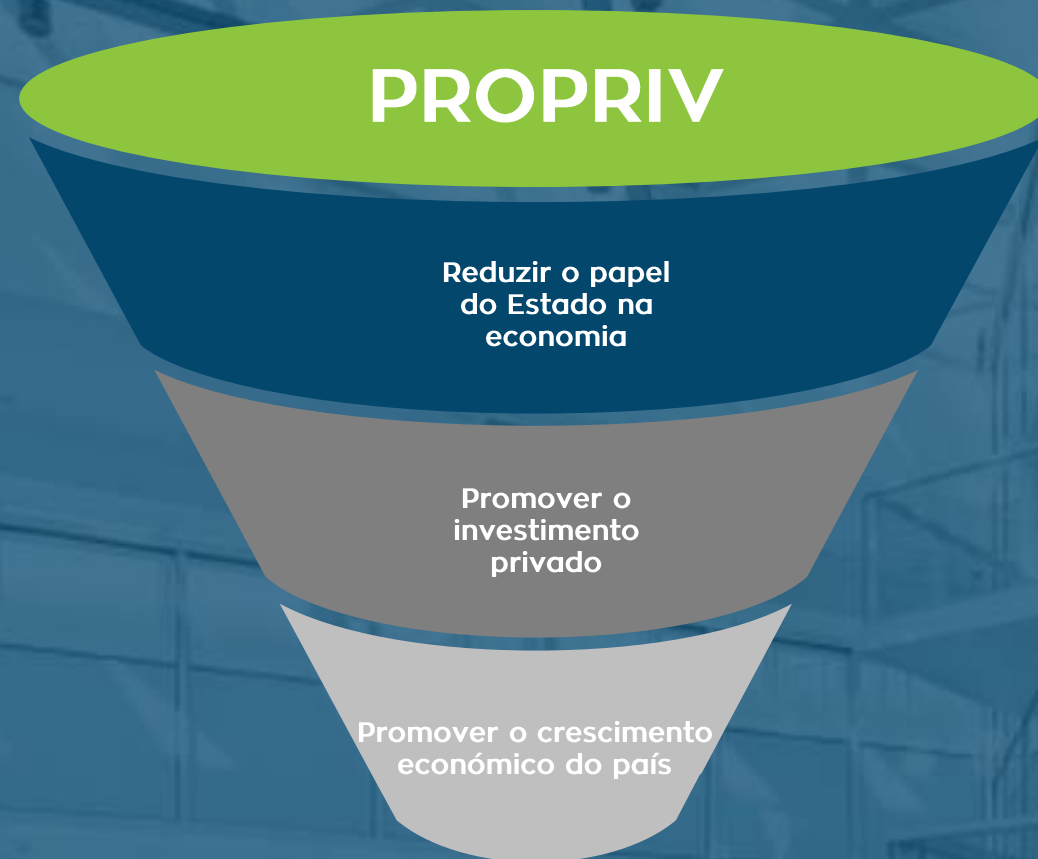 PROPRIV
Reduzir o papel
do Estado na
economia
Promover o
investimento
privado
Promover o crescimento
económico do país